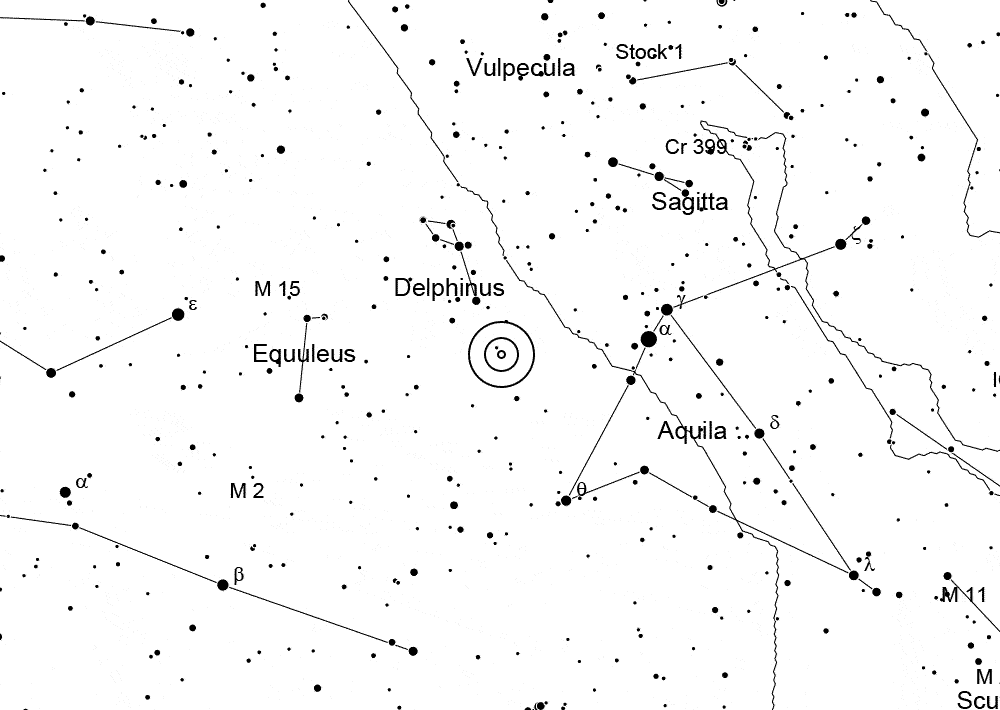 Stock 1
Vulpecula
Cr 399
Sagitta
ζ
M 15
Delphinus
ε
γ
α
Equuleus
Aquila
δ
α
M 2
θ
λ
β
M 11
M
Scu